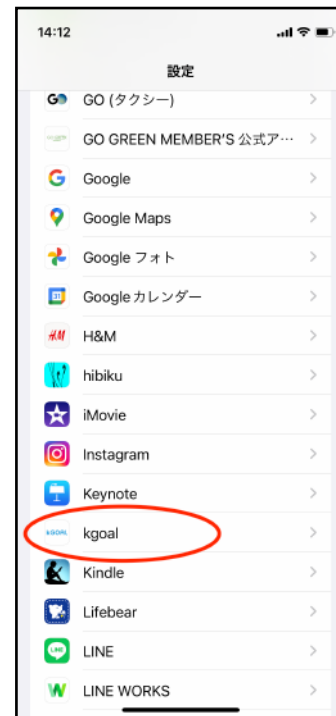 14:12
設定
GO (タクシー)
GO GREEN MEMBER'S 公式ア…
Google
Google Maps
Google フォト
Google カレンダー
H&M
hibiku
iMovie
Instagram
Keynote
KGOAL kgoal
Kindle
Lifebear
LINE
LINE WORKS